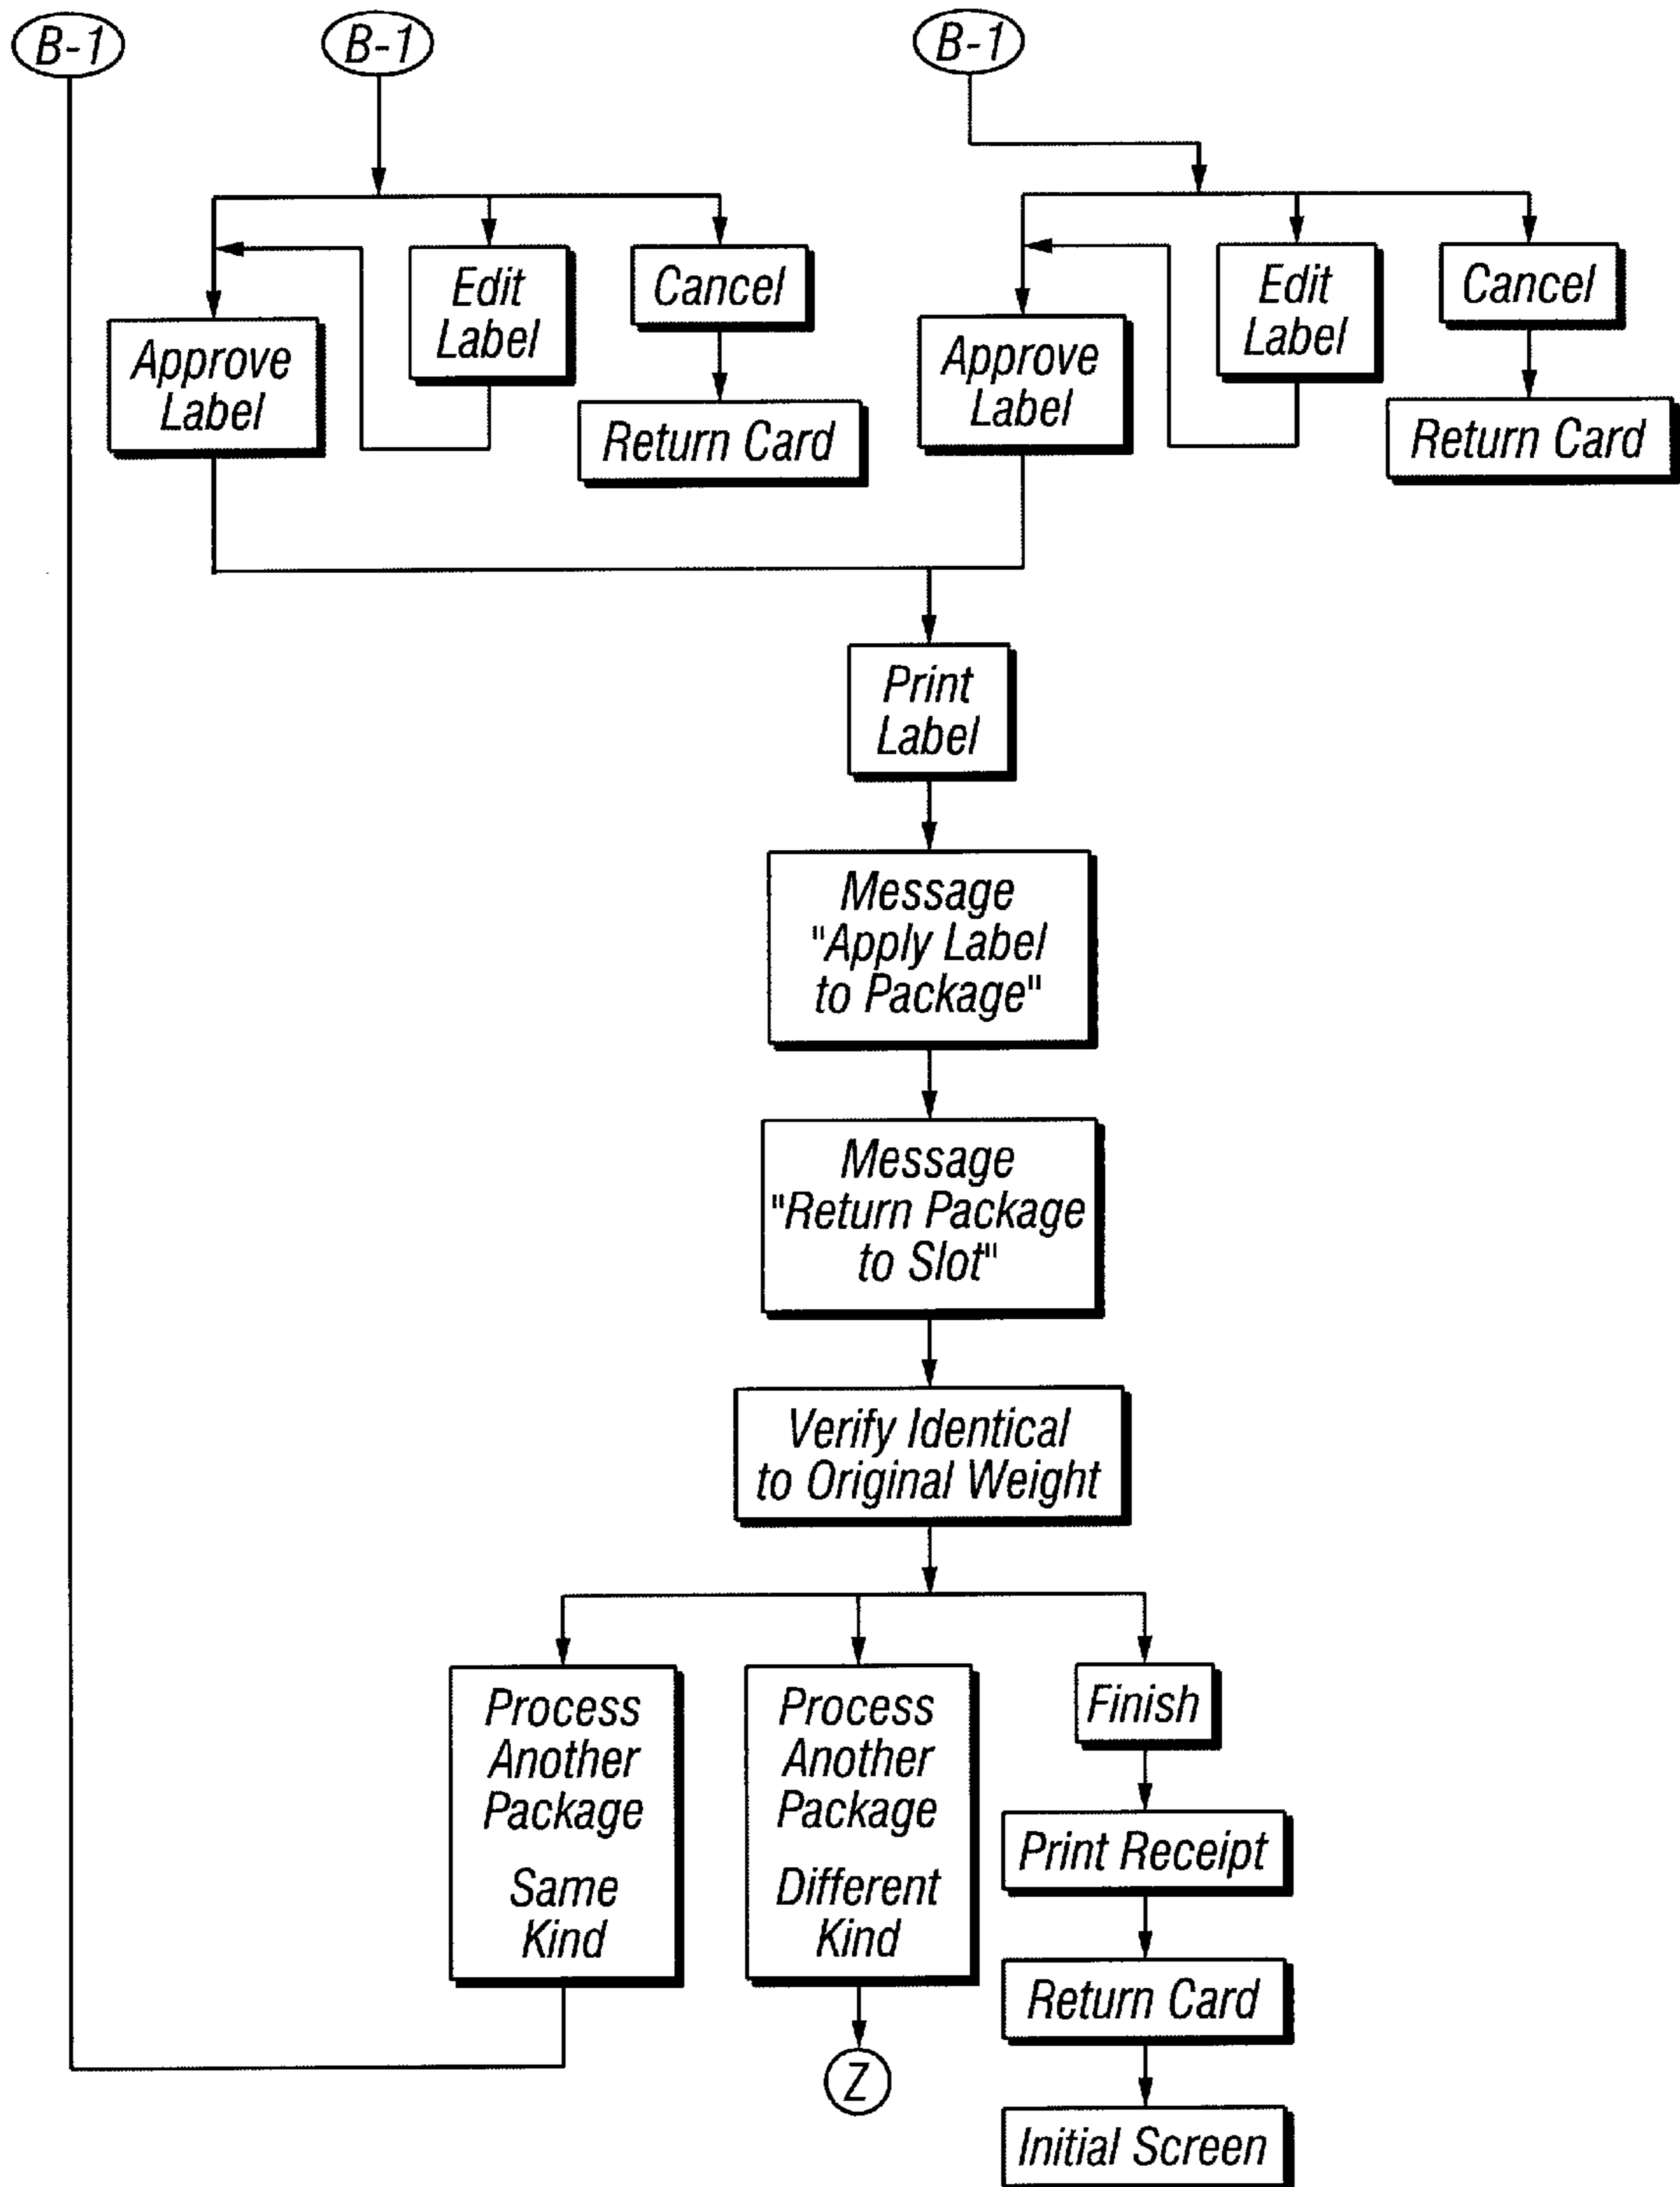 B-1
B-1
B-1
Edit
Label
Cancel
Approve
Label
Return Card
Edit
Label
Cancel
Approve
Label
Return Card
Print
Label
Message
"Apply Label
to Package"
Message
"Return Package
to Slot"
Verify Identical
to Original Weight
Process
Another
Package
Same
Kind
Process
Another
Package
Different
Kind
Z
Finish
Print Receipt
Return Card
Initial Screen